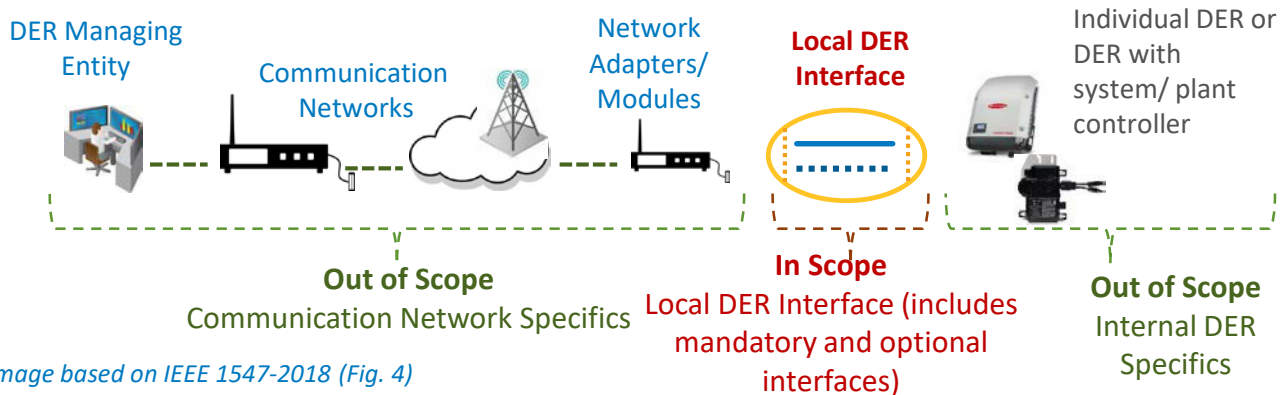 DER Managing
Entity
Communication
Networks
Network
Adapters/
Modules
Local DER
Interface
Individual DER or
DER with
system/ plant
controller
Out of Scope
Communication Network Specifics
In Scope
Local DER Interface (includes
mandatory and optional
interfaces)
Out of Scope
Internal DER
Specifics
mage based on IEEE 1547-2018 (Fig. 4)